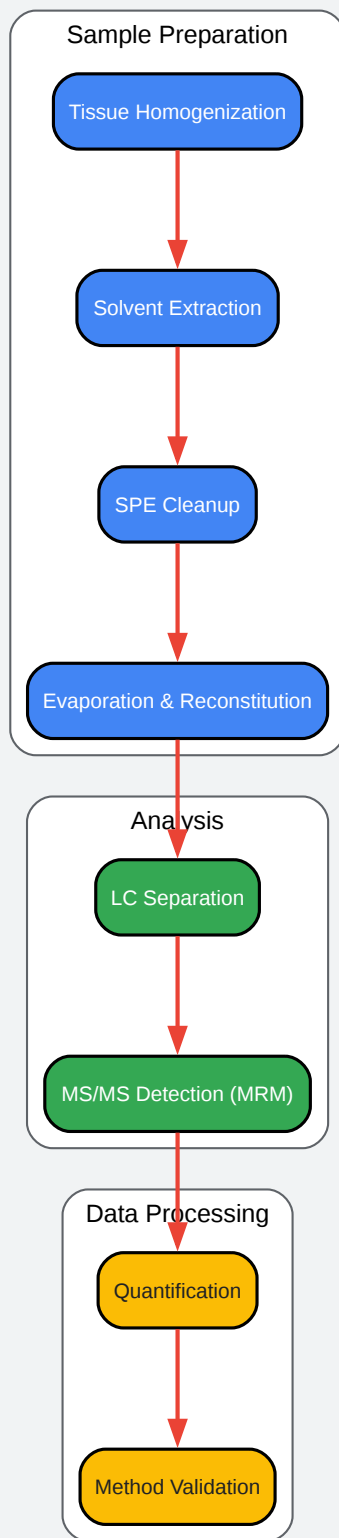 Sample Preparation
Tissue Homogenization
Solvent Extraction
SPE Cleanup
Evaporation & Reconstitution
Analysis
LC Separation
MS/MS Detection (MRM)
Data Processing
Quantification
Method Validation